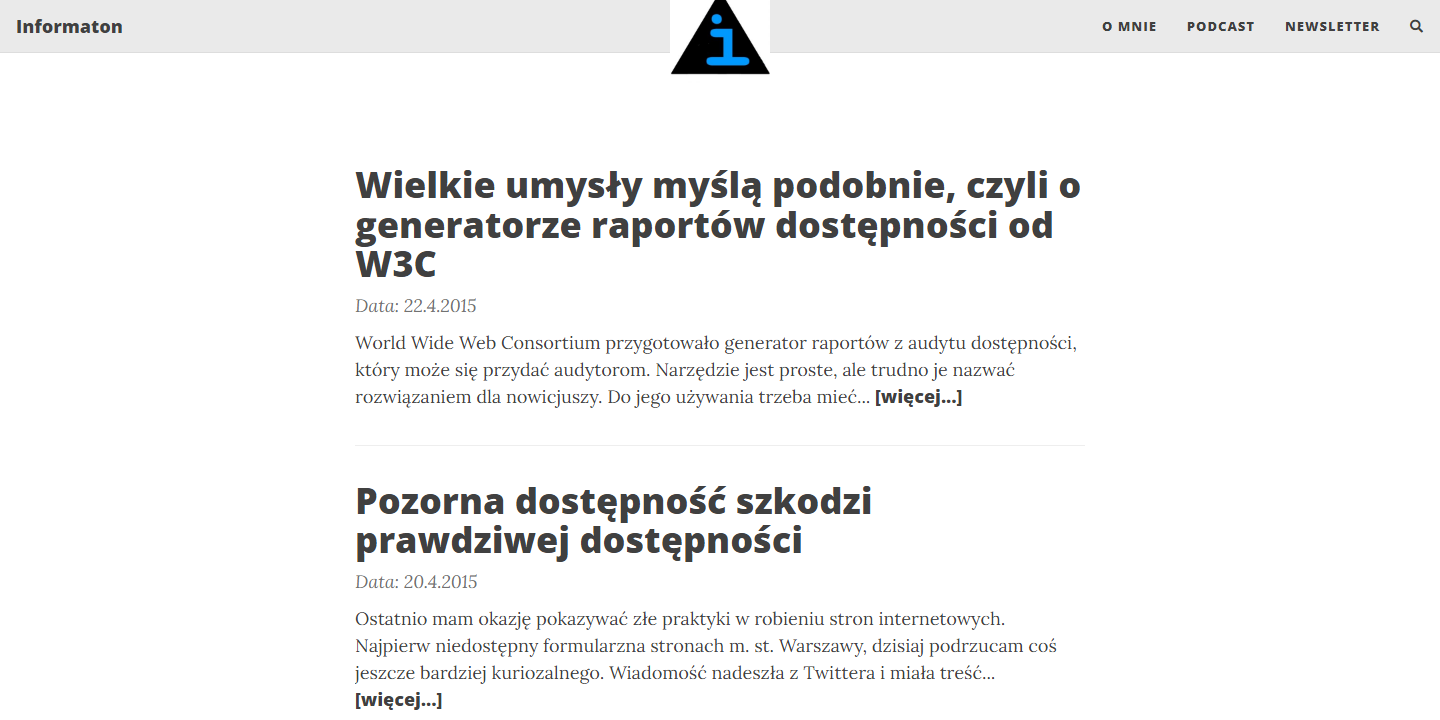 Informaton
i
O MNIE
PODCAST
NEWSLETTER
Wielkie umysły myślą podobnie, czyli o
generatorze raportów dostępności od
W3C
Data: 22.4.2015
World Wide Web Consortium przygotowało generator raportów z audytu dostępności,
który może się przydać audytorom. Narzędzie jest proste, ale trudno je nazwać
rozwiązaniem dla nowicjuszy. Do jego używania trzeba mieć... [więcej...]
Pozorna dostępność szkodzi
prawdziwej dostępności
Data: 20.4.2015
Ostatnio mam okazję pokazywać złe praktyki w robieniu stron internetowych.
Najpierw niedostępny formularzna stronach m. st. Warszawy, dzisiaj podrzucam coś
jeszcze bardziej kuriozalnego. Wiadomość nadeszła z Twittera i miała treść...
[więcej...]